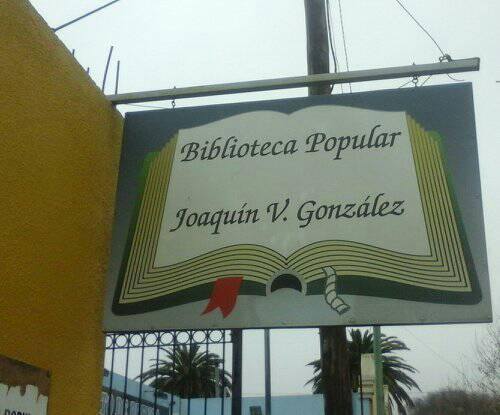 Biblioteca Popular
Joaquín V. González